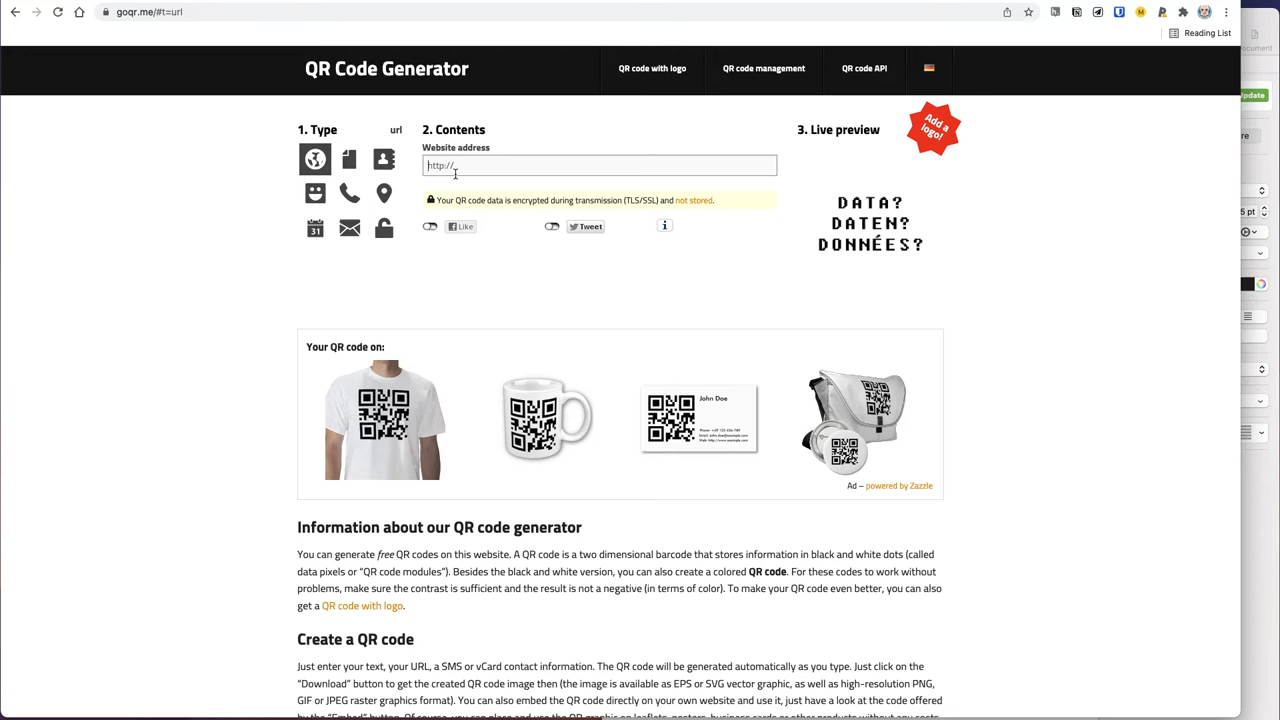 goqr.me/#t=url
Reading List
ocument
QR Code Generator
QR code with logo
QR code management
QR code API
Update
1. Type
url
2. Contents
3. Live preview
Add a
logo!
Website address
http://
Your QR code data is encrypted during transmission (TLS/SSL) and not stored.
31
Like
Tweet
DATA?
DATEN?
DONNÉES?
5 pt
Your QR code on:
John Doe
Ad – powered by Zazzle
Information about our QR code generator
You can generate free QR codes on this website. A QR code is a two dimensional barcode that stores information in black and white dots (called
data pixels or “QR code modules”). Besides the black and white version, you can also create a colored QR code. For these codes to work without
problems, make sure the contrast is sufficient and the result is not a negative (in terms of color). To make your QR code even better, you can also
get a QR code with logo.
Create a QR code
Just enter your text, your URL, a SMS or vCard contact information. The QR code will be generated automatically as you type. Just click on the
“Download” button to get the created QR code image then (the image is available as EPS or SVG vector graphic, as well as high-resolution PNG,
GIF or JPEG raster graphics format). You can also embed the QR code directly on your own website and use it, just have a look at the code offered